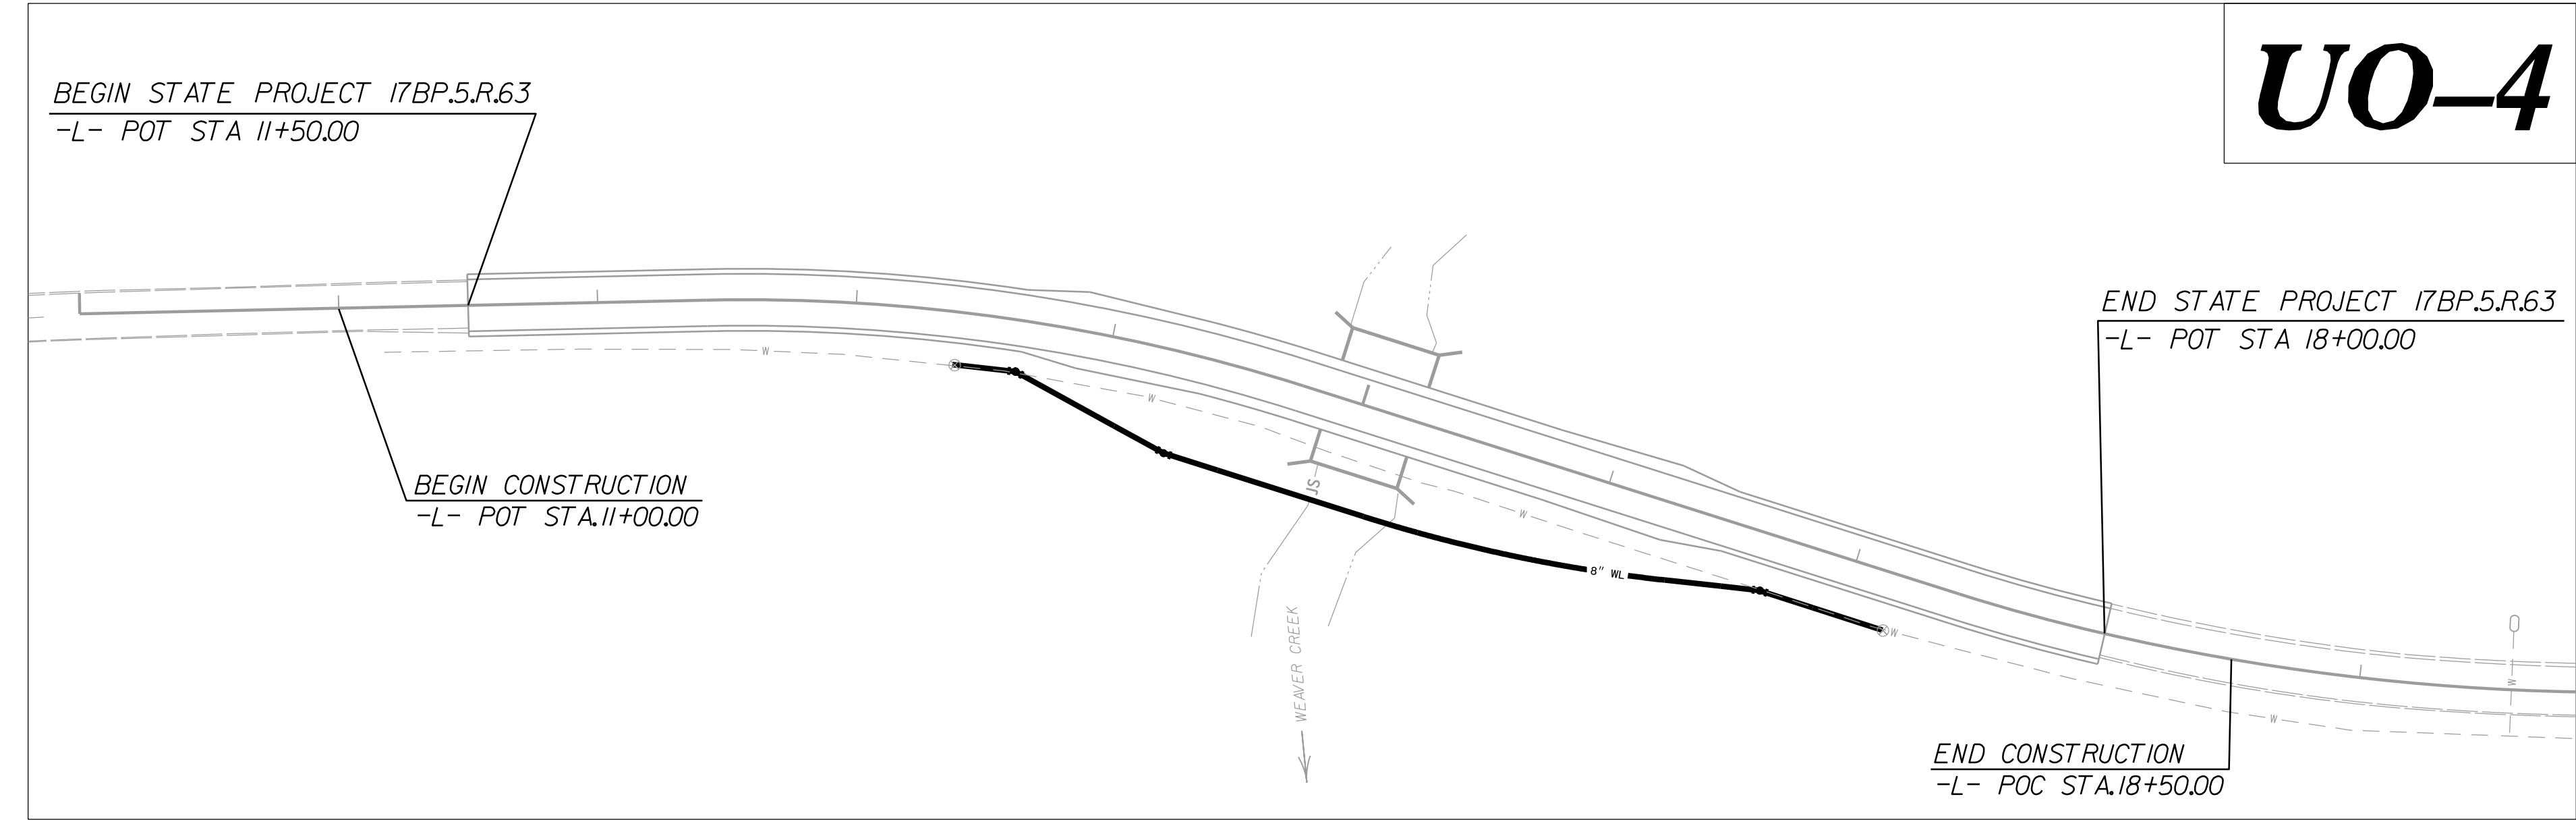 UO-4
BEGIN STATE PROJECT 17BP.5.R.63
-L- POT STA 11+50.00
END STATE PROJECT 17BP.5.R.63
-L- POT STA 18+00.00
BEGIN CONSTRUCTION
-L- POT STA.11+00.00
W
W
W
JS
8" WL
W
WEAVER CREEK
W
W
END CONSTRUCTION
-L- POC STA.18+50.00